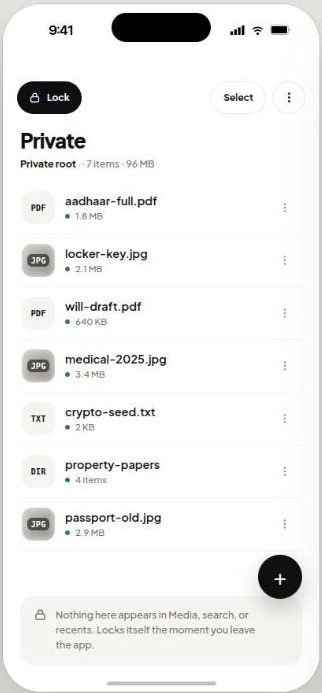 9:41
Lock
Select
Private
Private root · 7 items · 96 MB
PDF
aadhaar-full.pdf
1.8 MB
JPG
locker-key.jpg
2.1 MB
PDF
will-draft.pdf
640 KB
JPG
medical-2025.jpg
3.4 MB
TXT
crypto-seed.txt
2 KB
DIR
property-papers
4 items
JPG
passport-old.jpg
2.9 MB
+
Nothing here appears in Media, search, or
recents. Locks itself the moment you leave
the app.